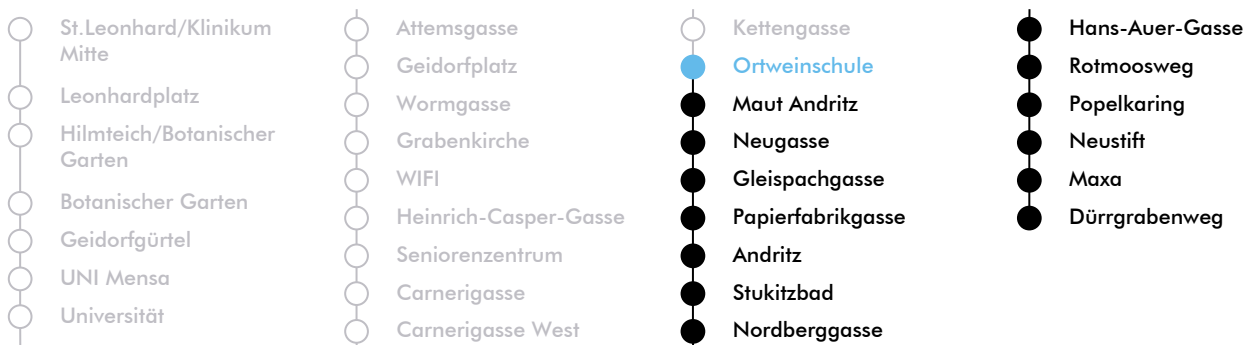 St.Leonhard/Klinikum
Mitte
Leonhardplatz
Hilmteich/Botanischer
Garten
Botanischer Garten
Geidorfgürtel
UNI Mensa
Universität
Attemsgasse
Geidorfplatz
Wormgasse
Grabenkirche
WIFI
Heinrich-Casper-Gasse
Seniorenzentrum
Carnerigasse
Carnerigasse West
Kettengasse
Ortweinschule
Maut Andritz
Neugasse
Gleispachgasse
Papierfabrikgasse
Andritz
Stukitzbad
Nordberggasse
Hans-Auer-Gasse
Rotmoosweg
Popelkaring
Neustift
Maxa
Dürrgrabenweg